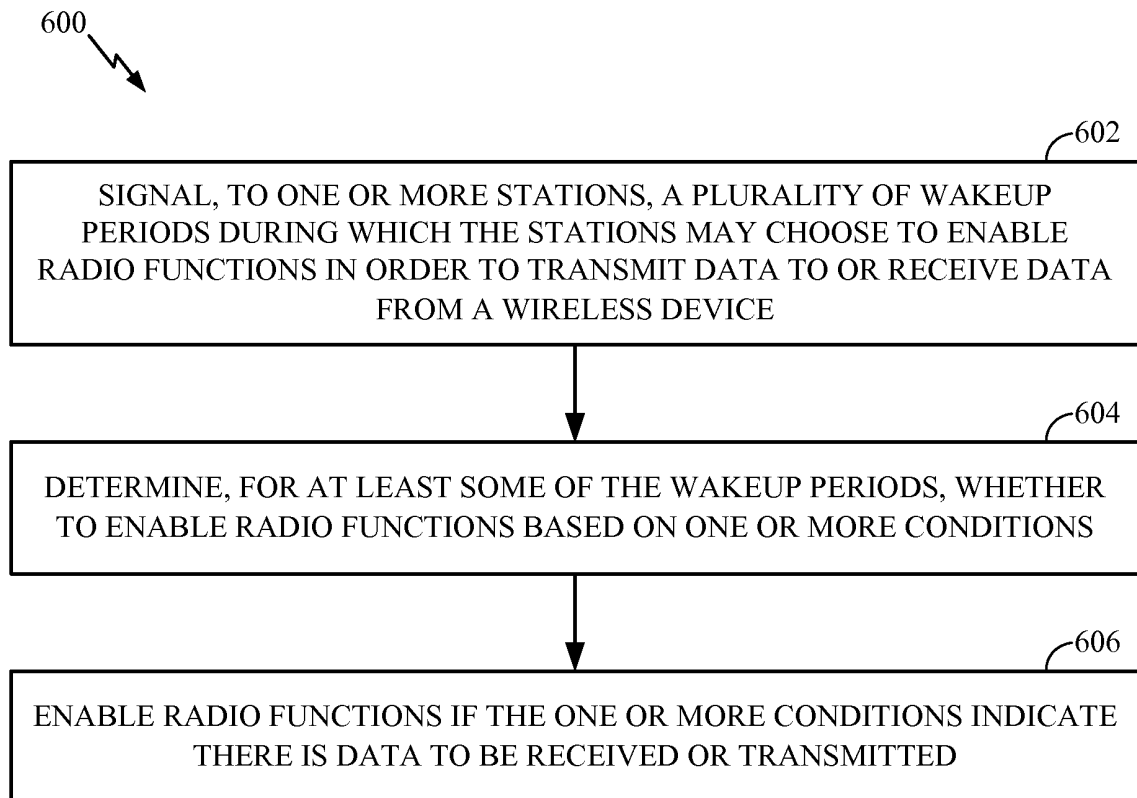 600
602
SIGNAL, TO ONE OR MORE STATIONS, A PLURALITY OF WAKEUP
PERIODS DURING WHICH THE STATIONS MAY CHOOSE TO ENABLE
RADIO FUNCTIONS IN ORDER TO TRANSMIT DATA TO OR RECEIVE DATA
FROM A WIRELESS DEVICE
604
DETERMINE, FOR AT LEAST SOME OF THE WAKEUP PERIODS, WHETHER
TO ENABLE RADIO FUNCTIONS BASED ON ONE OR MORE CONDITIONS
606
ENABLE RADIO FUNCTIONS IF THE ONE OR MORE CONDITIONS INDICATE
THERE IS DATA TO BE RECEIVED OR TRANSMITTED